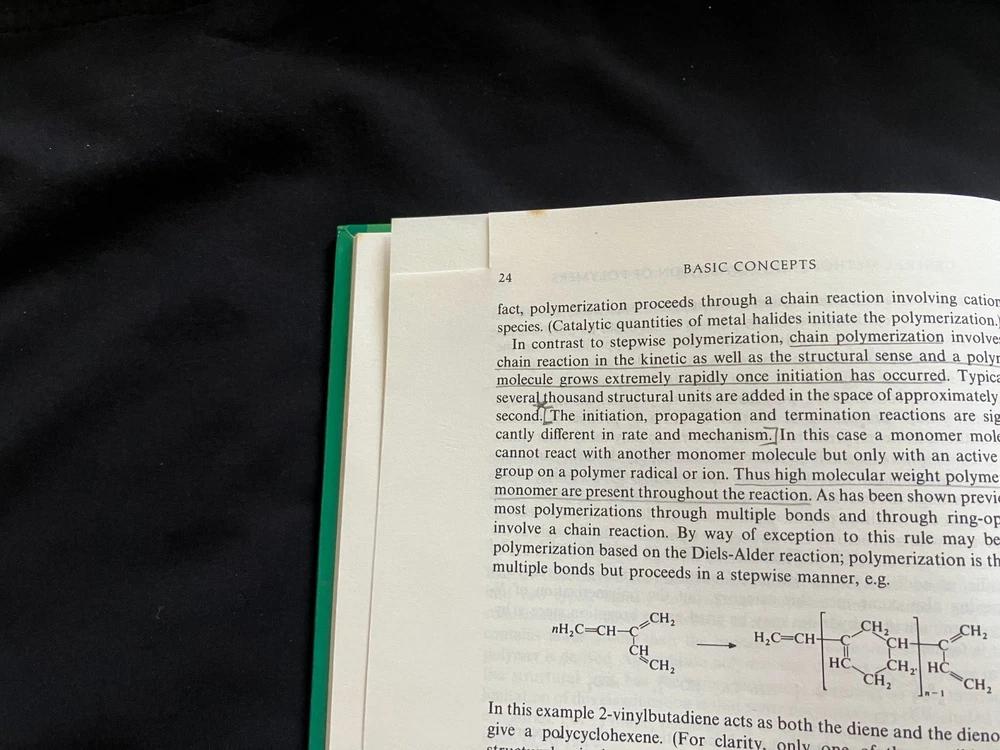 24
BASIC CONCEPTS
fact, polymerization proceeds through a chain reaction involving cation
species. (Catalytic quantities of metal halides initiate the polymerization.)
In contrast to stepwise polymerization, chain polymerization involves
chain reaction in the kinetic as well as the structural sense and a polym
molecule grows extremely rapidly once initiation has occurred. Typica
several thousand structural units are added in the space of approximately
second. [The initiation, propagation and termination reactions are sig
cantly different in rate and mechanism.] In this case a monomer mole
cannot react with another monomer molecule but only with an active
group on a polymer radical or ion. Thus high molecular weight polyme
monomer are present throughout the reaction. As has been shown previ
most polymerizations through multiple bonds and through ring-op
involve a chain reaction. By way of exception to this rule may be
polymerization based on the Diels-Alder reaction; polymerization is th
multiple bonds but proceeds in a stepwise manner, e.g.
nH₂C=CH—C=CH₂ CH=CH₂ → H₂C=CH—[C CH₂ CH HC CH₂ CH₂]n-1 C=CH₂ HC=CH₂
In this example 2-vinylbutadiene acts as both the diene and the dieno
give a polycyclohexene. (For clarity, only one of the